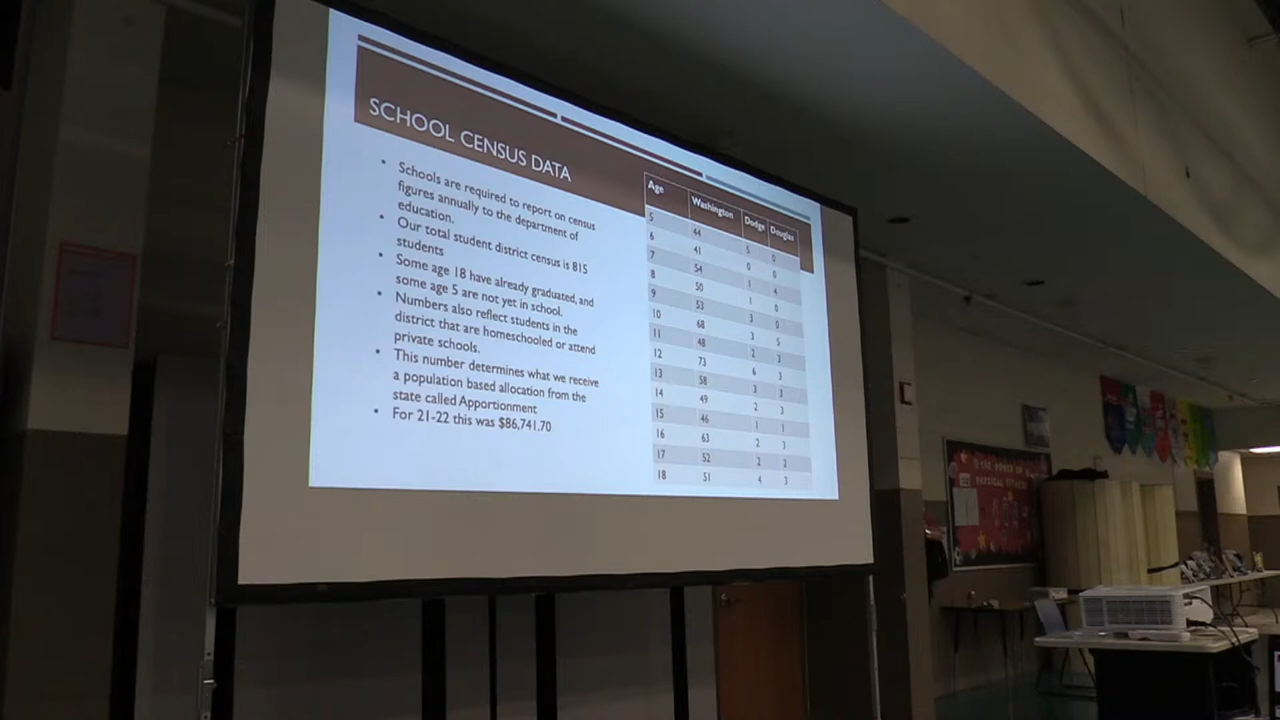 SCHOOL CENSUS DATA
• Schools are required to report on census
figures annually to the department of
education.
• Our total student district census is 815
students
• Some age 18 have already graduated, and
some age 5 are not yet in school.
• Numbers also reflect students in the
district that are homeschooled or attend
private schools.
• This number determines what we receive
a population based allocation from the
state called Apportionment
• For 21-22 this was $86,741.70
Age Washington Dodge Douglas
5 44 5 0
6 41 0 0
7 54 1 4
8 50 1 0
9 53 3 0
10 68 3 5
11 48 2 3
12 73 6 3
13 58 3 3
14 49 2 3
15 46 1 1
16 63 2 3
17 52 2 2
18 51 4 3
THE POWER OF
PHYSICAL